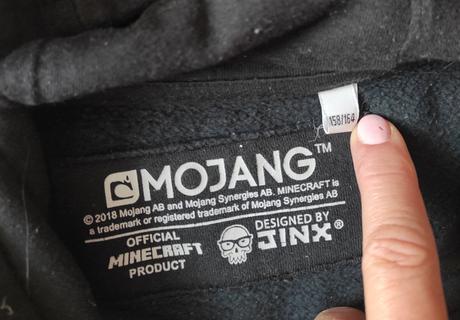 158/164
MOJANG™
© 2018 Mojang AB and Mojang Synergies AB. MINECRAFT is
a trademark or registered trademark of Mojang Synergies AB
OFFICIAL
MINECRAFT
PRODUCT
DESIGNED BY
JINX®